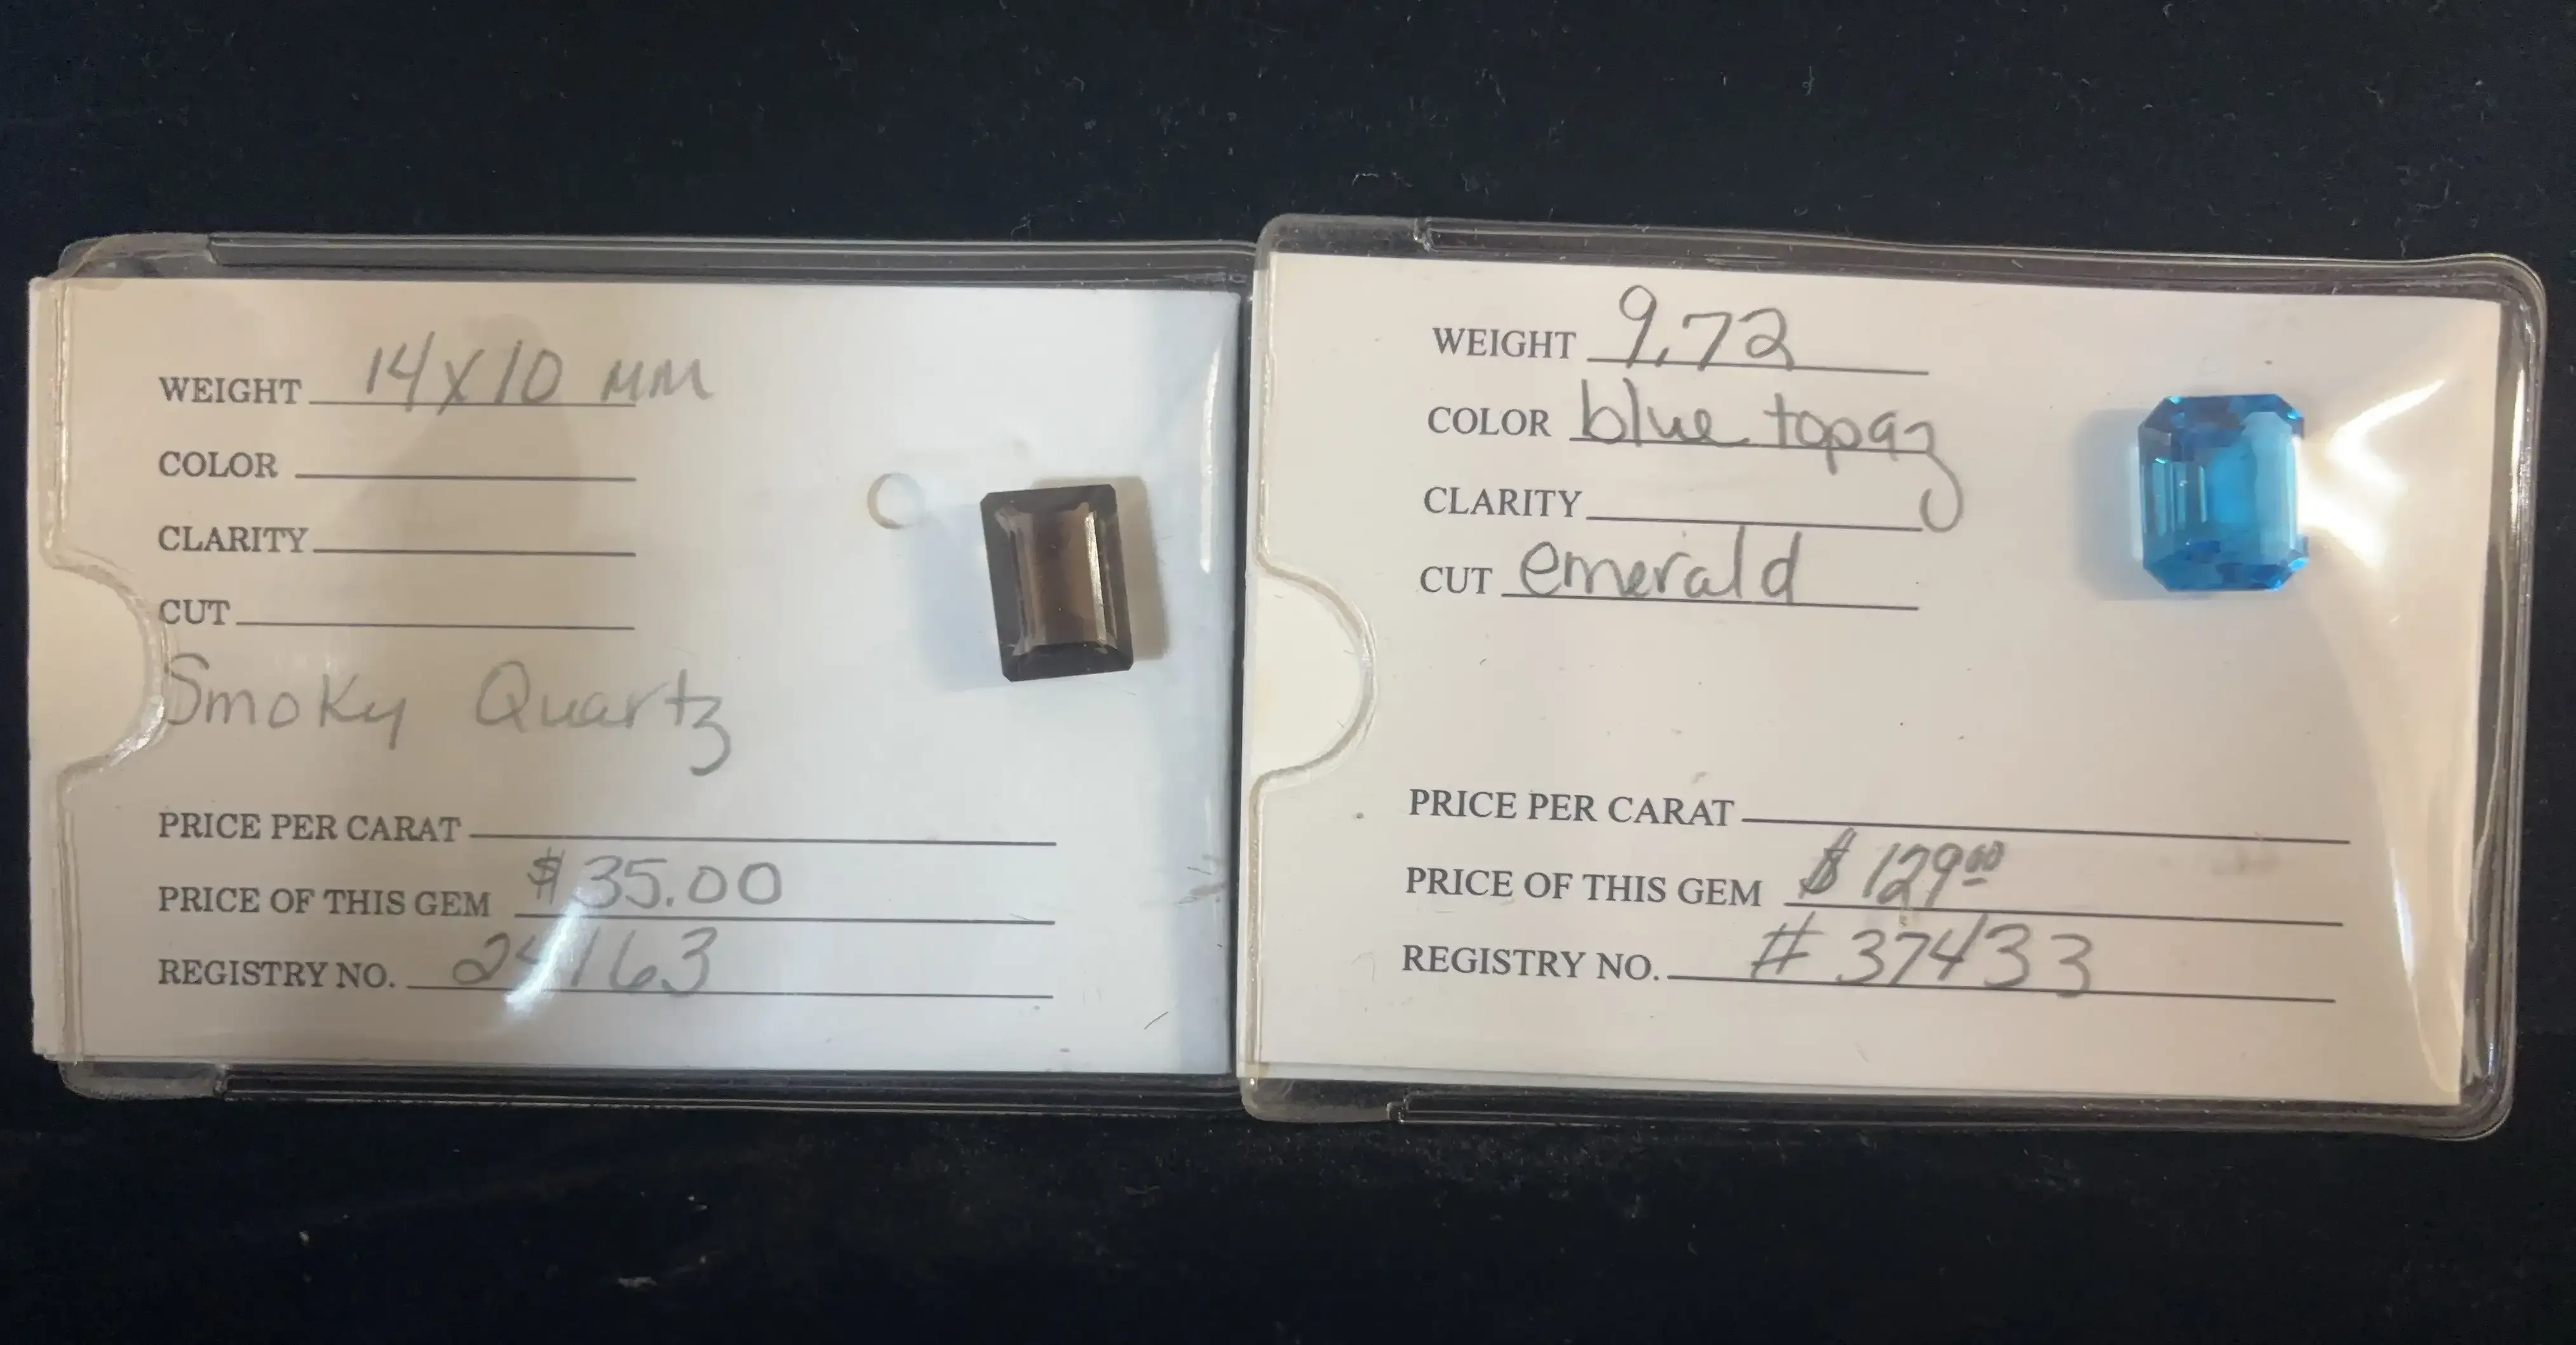 WEIGHT 14x10 MM
COLOR
CLARITY
CUT
Smoky Quartz
PRICE PER CARAT
PRICE OF THIS GEM $35.00
REGISTRY NO. 24163
WEIGHT 9.72
COLOR blue topaz
CLARITY
CUT emerald
PRICE PER CARAT
PRICE OF THIS GEM $129.00
REGISTRY NO. #37433